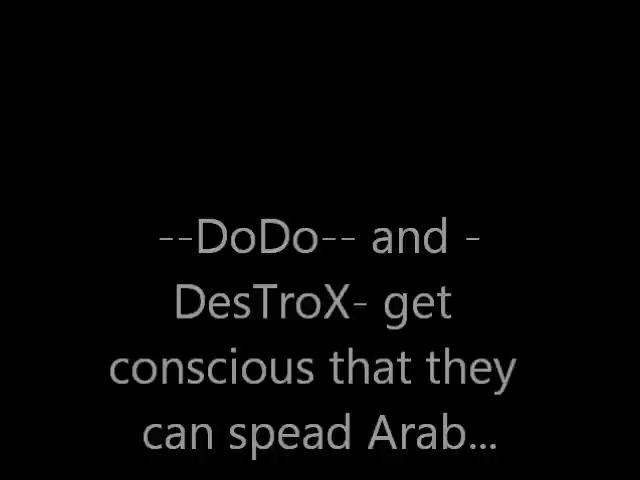 --DoDo-- and -
DesTroX- get
conscious that they
can spead Arab...